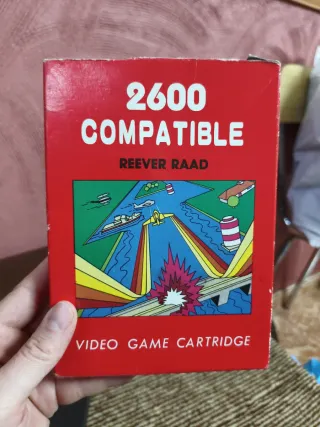 2600
COMPATIBLE
REEVER RAAD
VIDEO GAME CARTRIDGE